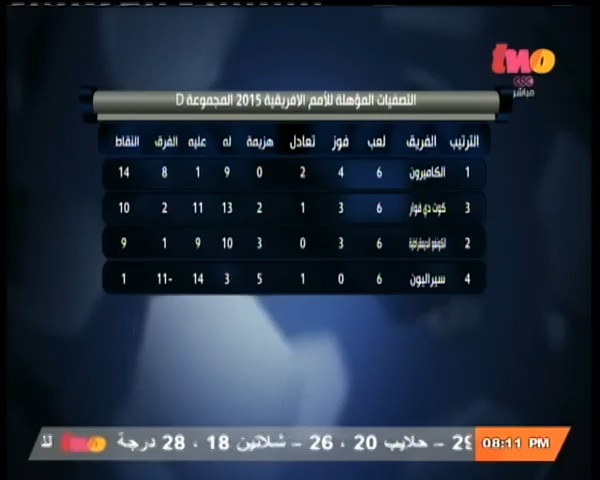 two
cbc
مباشر
التصفيات المؤهلة للأمم الافريقية 2015 المجموعة D
الترتيب الفريق لعب فوز تعادل هزيمة له عليه الفرق النقاط
1 الكاميرون 6 4 2 0 9 1 8 14
3 كوت دي فوار 6 3 1 2 13 11 2 10
2 الكونغو الديمقراطية 6 3 0 3 10 9 1 9
4 سيراليون 6 0 1 5 3 14 -11 1
29 – حلايب 20 ، 26 – شلاتين 18 ، 28 درجة two
08:11 PM